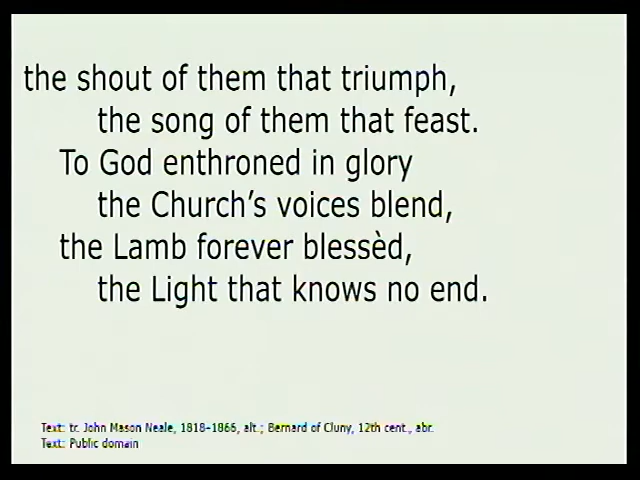 the shout of them that triumph,
the song of them that feast.
To God enthroned in glory
the Church's voices blend,
the Lamb forever blessèd,
the Light that knows no end.
Text: tr. John Mason Neale, 1818–1866, alt.; Bernard of Cluny, 12th cent., abr.
Text: Public domain